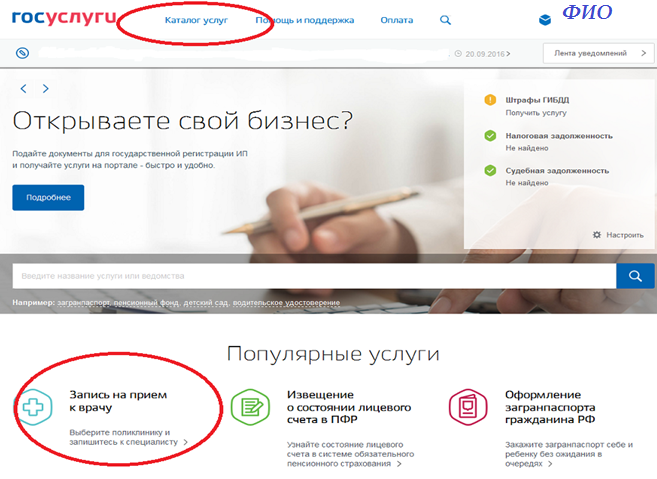 госуслуги
Каталог услуг
Помощь и поддержка
Оплата
ФИО
20.09.2016
Лента уведомлений
Открываете свой бизнес?
Подайте документы для государственной регистрации ИП
и получайте услуги на портале - быстро и удобно.
Подробнее
Штрафы ГИБДД
Получить услугу
Налоговая задолженность
Не найдено
Судебная задолженность
Не найдено
Настроить
Введите название услуги или ведомства
Например: загранпаспорт, пенсионный фонд, детский сад, водительское удостоверение
Популярные услуги
Запись на прием
к врачу
Выберите поликлинику и
запишитесь к специалисту
Извещение
о состоянии лицевого
счета в ПФР
Узнайте состояние лицевого
счета в системе обязательного
пенсионного страхования
Оформление
загранпаспорта
гражданина РФ
Закажите загранпаспорт себе и
ребенку без ожидания в
очередях